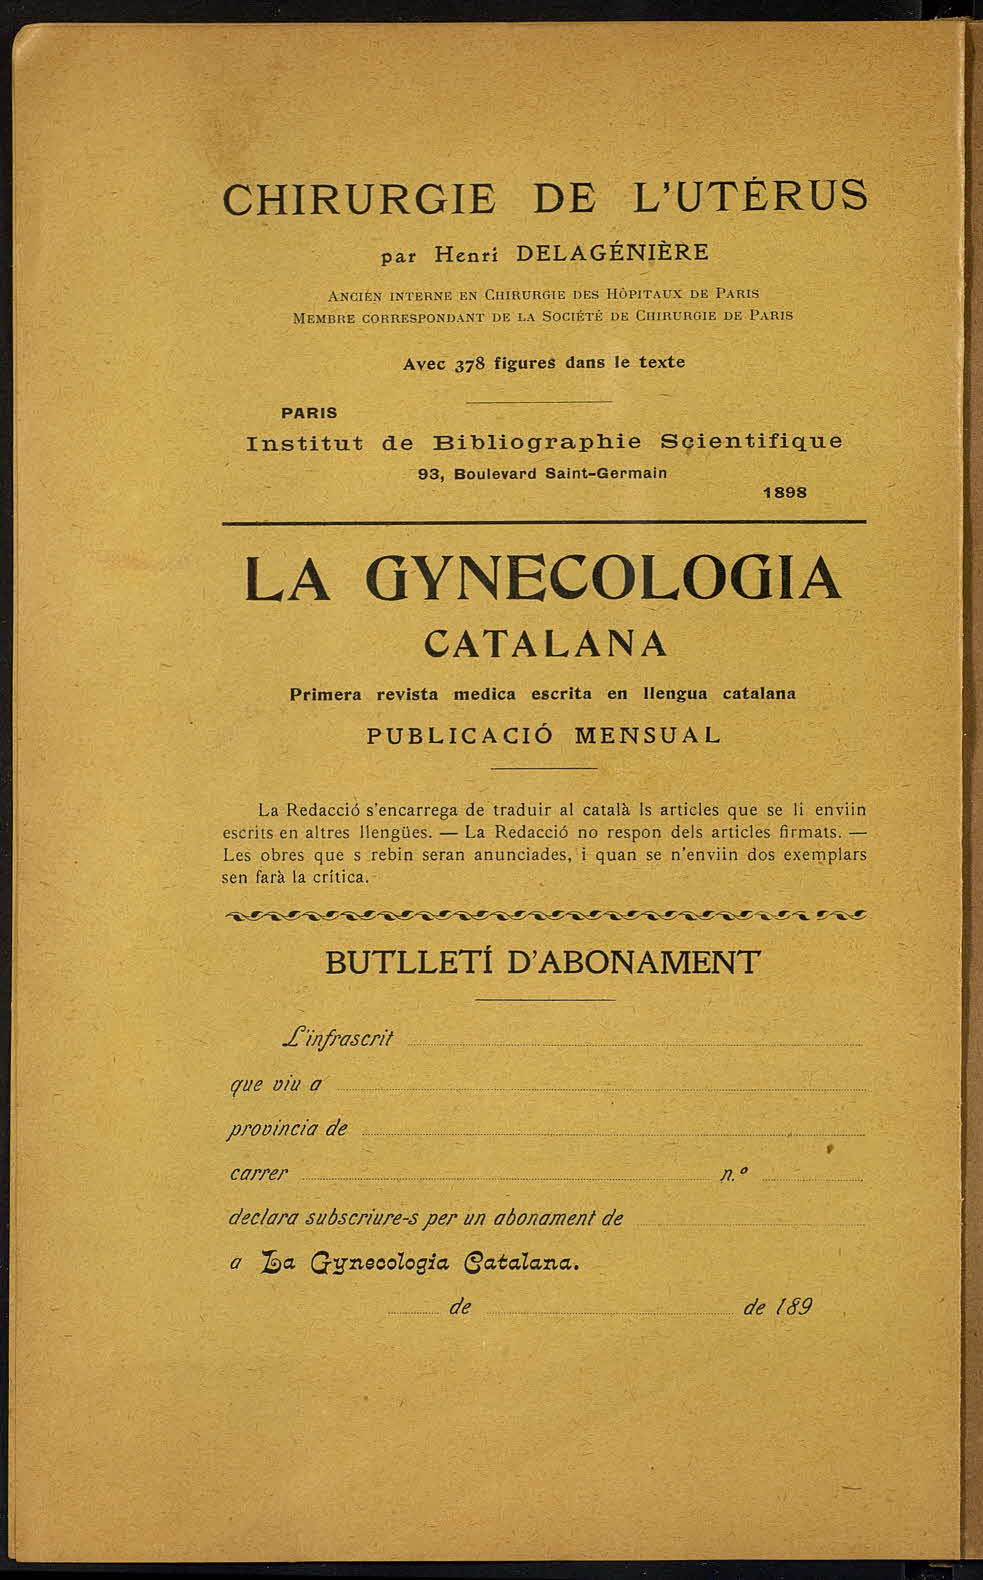 CHIRURGIE DE L'UTÉRUS
par Henri DELAGÉNIÈRE
ANCIÉN INTERNE EN CHIRURGIE DES HÔPITAUX DE PARIS
MEMBRE CORRESPONDANT DE LA SOCIÉTÉ DE CHIRURGIE DE PARIS
Avec 378 figures dans le texte
PARIS
Institut de Bibliographie Scientifique
93, Boulevard Saint-Germain
1898
LA GYNECOLOGIA
CATALANA
Primera revista medica escrita en llengua catalana
PUBLICACIÓ MENSUAL
La Redacció s'encarrega de traduir al català ls articles que se li enviin
escrits en altres llengües. — La Redacció no respon dels articles firmats. —
Les obres que s rebin seran anunciades, i quan se n'enviin dos exemplars
sen farà la crítica.
BUTLLETÍ D'ABONAMENT
L'infrascrit
que viu a
província de
carrer n.º
declara subscriure-s per un abonament de
a La Gynecologia Catalana.
de de 189